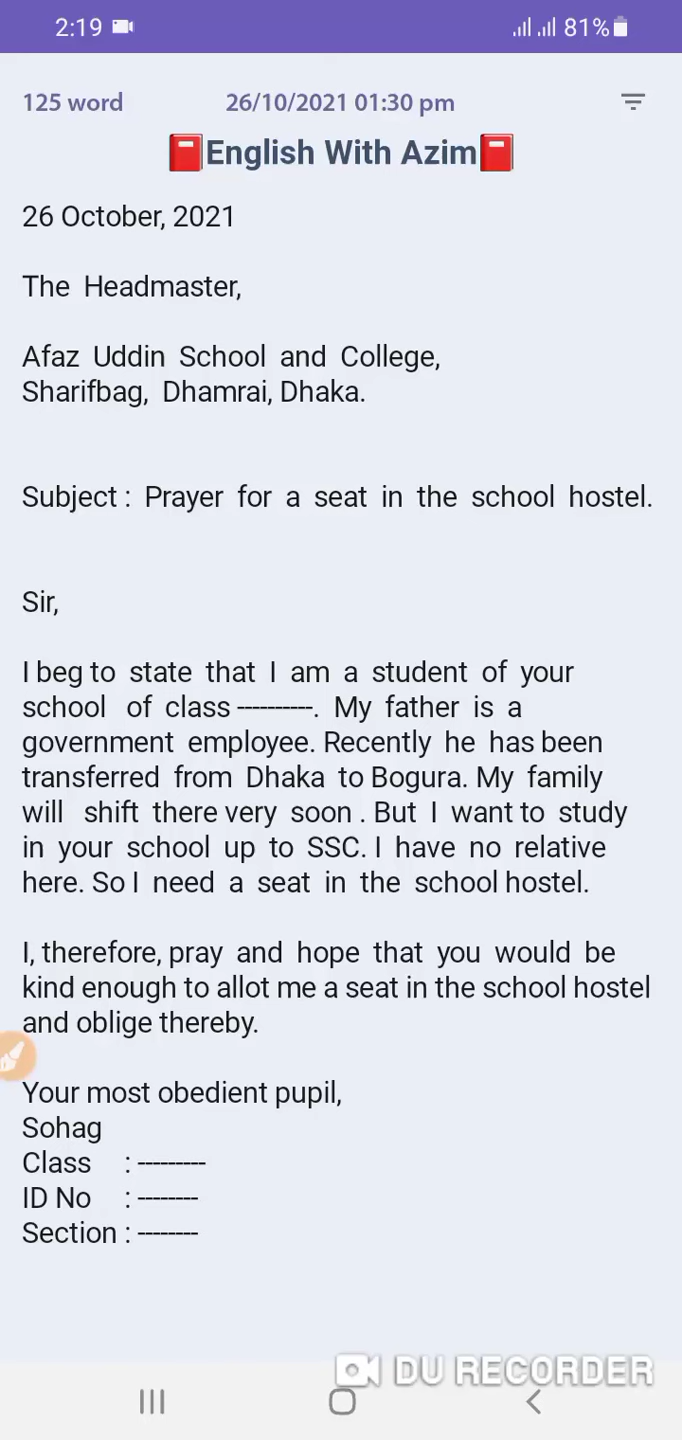 2:19 81%
125 word 26/10/2021 01:30 pm
📕English With Azim📕
26 October, 2021
The Headmaster,
Afaz Uddin School and College,
Sharifbag, Dhamrai, Dhaka.
Subject : Prayer for a seat in the school hostel.
Sir,
I beg to state that I am a student of your
school of class ----------. My father is a
government employee. Recently he has been
transferred from Dhaka to Bogura. My family
will shift there very soon . But I want to study
in your school up to SSC. I have no relative
here. So I need a seat in the school hostel.
I, therefore, pray and hope that you would be
kind enough to allot me a seat in the school hostel
and oblige thereby.
Your most obedient pupil,
Sohag
Class : ---------
ID No : --------
Section : --------
DU RECORDER